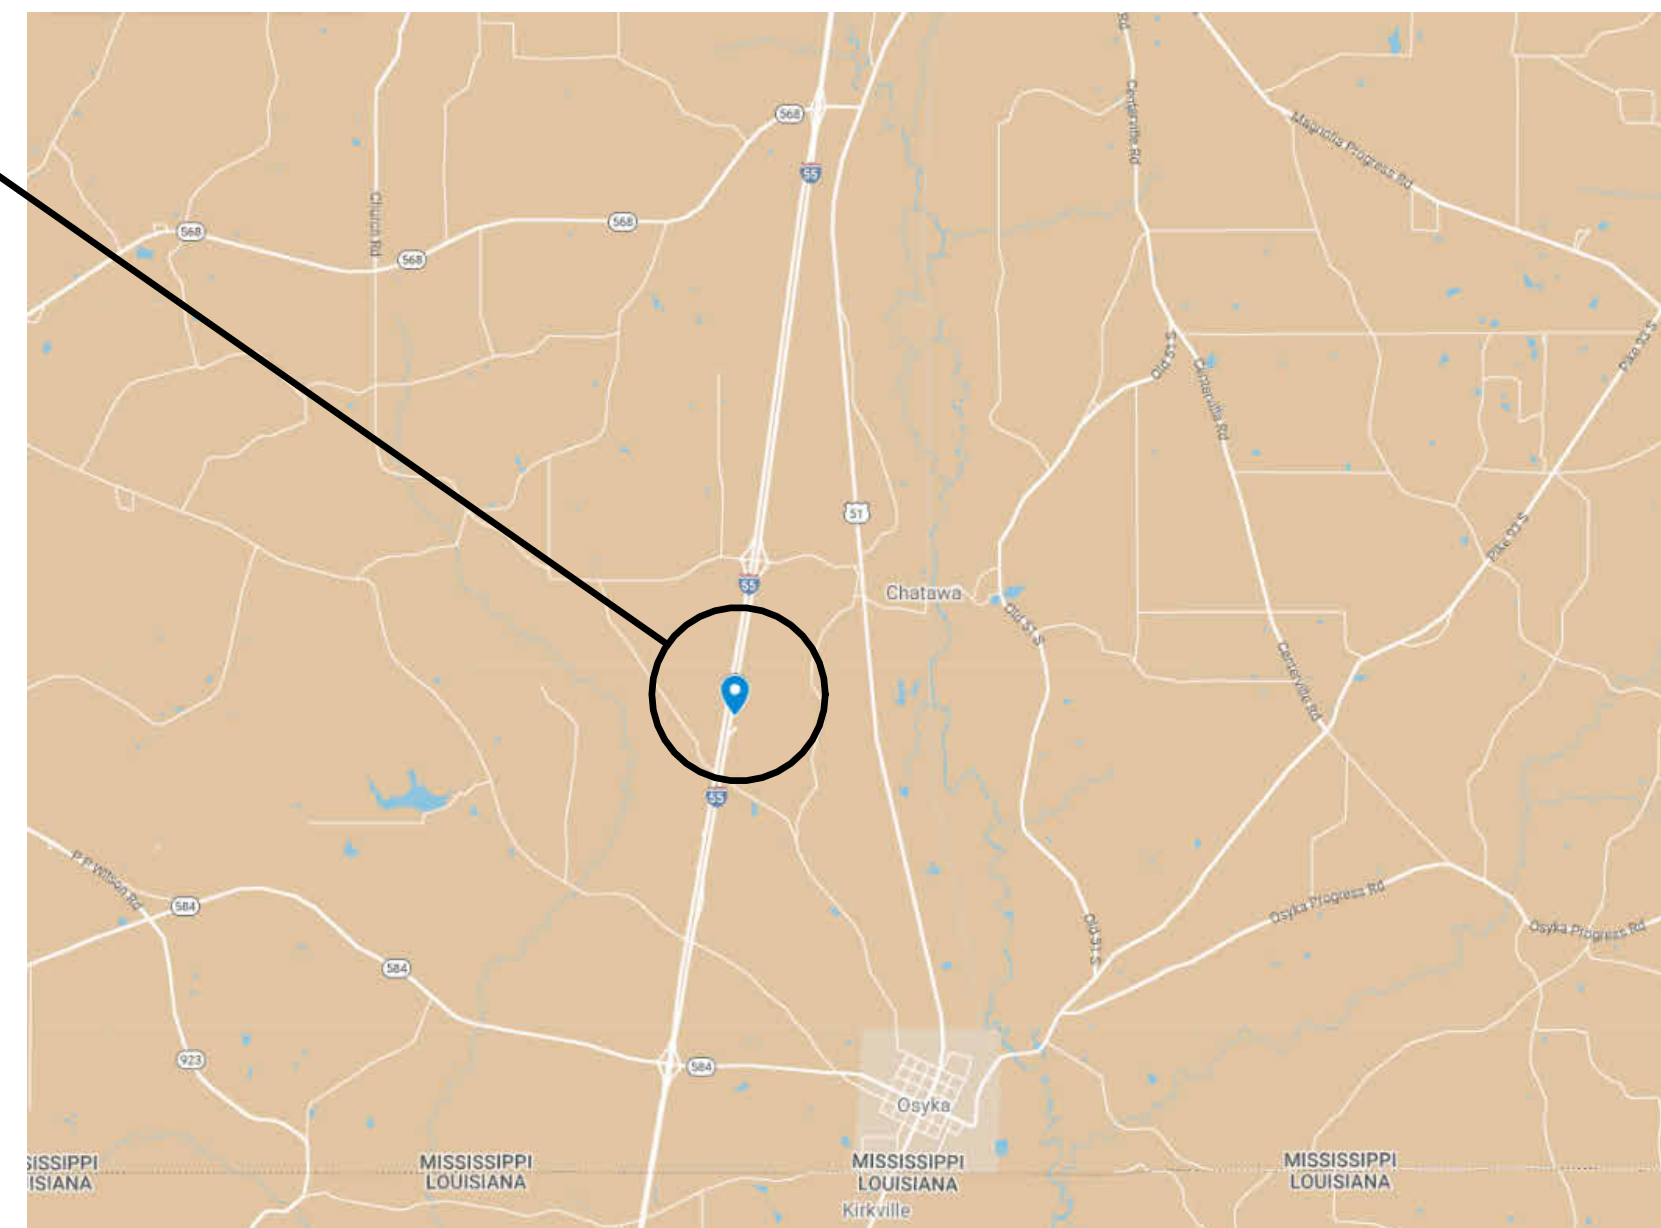 Rd
568
Centerville Rd
Magnolia Progress Rd
55
Church Rd
568
568
568
Pike 93 S
Old 51 S
Centerville Rd
51
Pike 93 S
55
Chatawa
Old 51 S
Centerville Rd
55
P P Wilson Rd
584
Osyka Progress Rd
Osyka Progress Rd
Old 51 S
584
923
584
Osyka
SISSIPPI
ISIANA
MISSISSIPPI
LOUISIANA
MISSISSIPPI
LOUISIANA
MISSISSIPPI
LOUISIANA
Kirkville